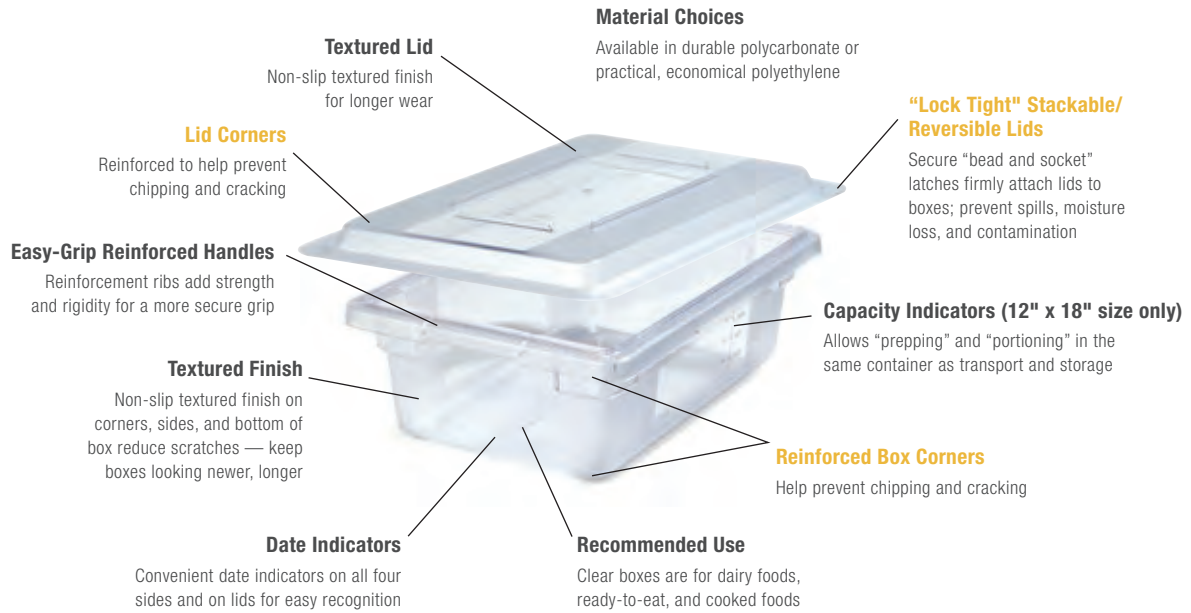 Material Choices
Available in durable polycarbonate or
practical, economical polyethylene
Textured Lid
Non-slip textured finish
for longer wear
“Lock Tight" Stackable/
Reversible Lids
Secure “bead and socket”
latches firmly attach lids to
boxes; prevent spills, moisture
loss, and contamination
Lid Corners
Reinforced to help prevent
chipping and cracking
Easy-Grip Reinforced Handles
Reinforcement ribs add strength
and rigidity for a more secure grip
Capacity Indicators (12" x 18" size only)
Allows “prepping” and “portioning” in the
same container as transport and storage
Textured Finish
Non-slip textured finish on
corners, sides, and bottom of
box reduce scratches — keep
boxes looking newer, longer
Reinforced Box Corners
Help prevent chipping and cracking
Date Indicators
Convenient date indicators on all four
sides and on lids for easy recognition
Recommended Use
Clear boxes are for dairy foods,
ready-to-eat, and cooked foods